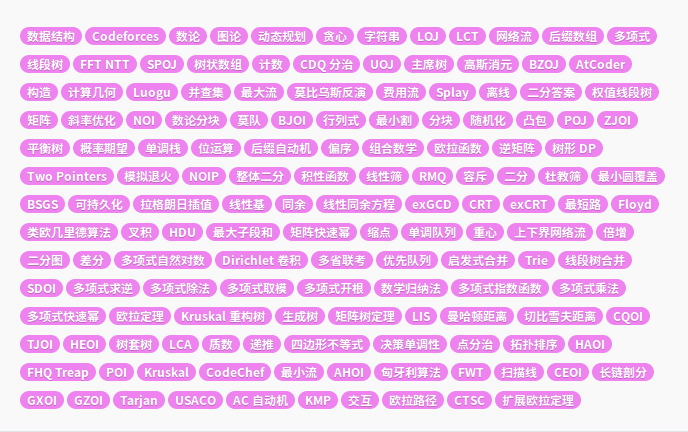 数据结构 Codeforces 数论 图论 动态规划 贪心 字符串 LOJ LCT 网络流 后缀数组 多项式
线段树 FFT NTT SPOJ 树状数组 计数 CDQ 分治 UOJ 主席树 高斯消元 BZOJ AtCoder
构造 计算几何 Luogu 并查集 最大流 莫比乌斯反演 费用流 Splay 离线 二分答案 权值线段树
矩阵 斜率优化 NOI 数论分块 莫队 BJOI 行列式 最小割 分块 随机化 凸包 POJ ZJOI
平衡树 概率期望 单调栈 位运算 后缀自动机 偏序 组合数学 欧拉函数 逆矩阵 树形 DP
Two Pointers 模拟退火 NOIP 整体二分 积性函数 线性筛 RMQ 容斥 二分 杜教筛 最小圆覆盖
BSGS 可持久化 拉格朗日插值 线性基 同余 线性同余方程 exGCD CRT exCRT 最短路 Floyd
类欧几里德算法 叉积 HDU 最大子段和 矩阵快速幂 缩点 单调队列 重心 上下界网络流 倍增
二分图 差分 多项式自然对数 Dirichlet 卷积 多省联考 优先队列 启发式合并 Trie 线段树合并
SDOI 多项式求逆 多项式除法 多项式取模 多项式开根 数学归纳法 多项式指数函数 多项式乘法
多项式快速幂 欧拉定理 Kruskal 重构树 生成树 矩阵树定理 LIS 曼哈顿距离 切比雪夫距离 CQOI
TJOI HEOI 树套树 LCA 质数 递推 四边形不等式 决策单调性 点分治 拓扑排序 HAOI
FHQ Treap POI Kruskal CodeChef 最小流 AHOI 匈牙利算法 FWT 扫描线 CEOI 长链剖分
GXOI GZOI Tarjan USACO AC 自动机 KMP 交互 欧拉路径 CTSC 扩展欧拉定理